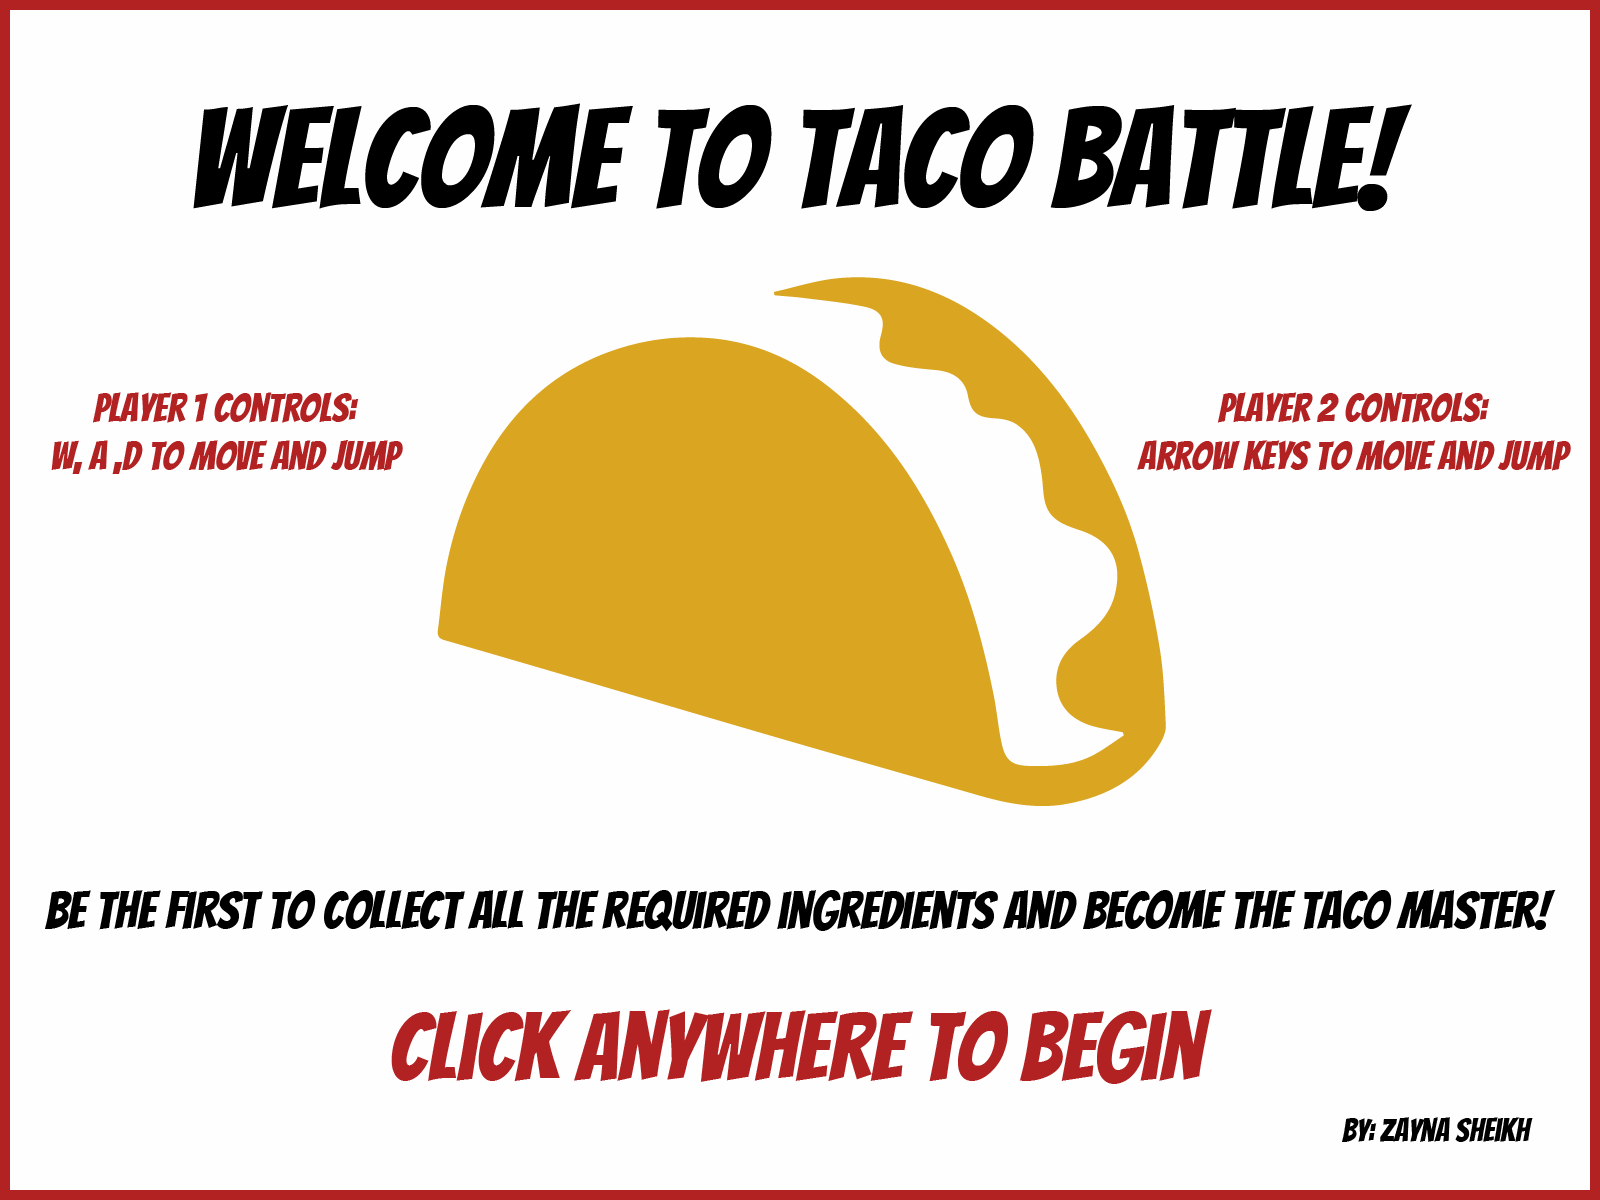 WELCOME TO TACO BATTLE!
PLAYER 1 CONTROLS:
W, A ,D TO MOVE AND JUMP
PLAYER 2 CONTROLS:
ARROW KEYS TO MOVE AND JUMP
BE THE FIRST TO COLLECT ALL THE REQUIRED INGREDIENTS AND BECOME THE TACO MASTER!
CLICK ANYWHERE TO BEGIN
BY: ZAYNA SHEIKH